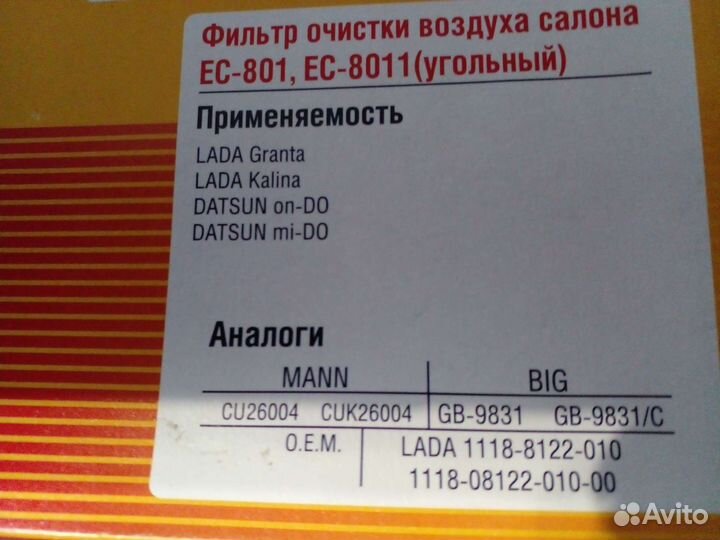 Фильтр очистки воздуха салона
EC-801, EC-8011(угольный)
Применяемость
LADA Granta
LADA Kalina
DATSUN on-DO
DATSUN mi-DO
Аналоги
MANN BIG
CU26004 CUK26004 GB-9831 GB-9831/C
O.E.M. LADA 1118-8122-010
1118-08122-010-00
Avito